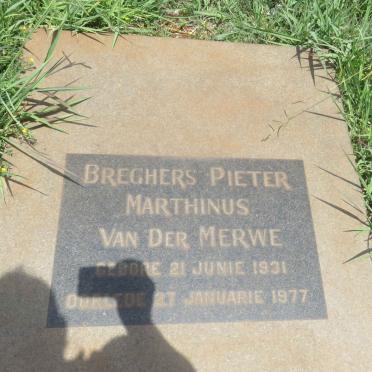 BREGHERS PIETER
MARTHINUS
VAN DER MERWE
GEBORE 21 JUNIE 1931
OORLEDE 27 JANUARIE 1977